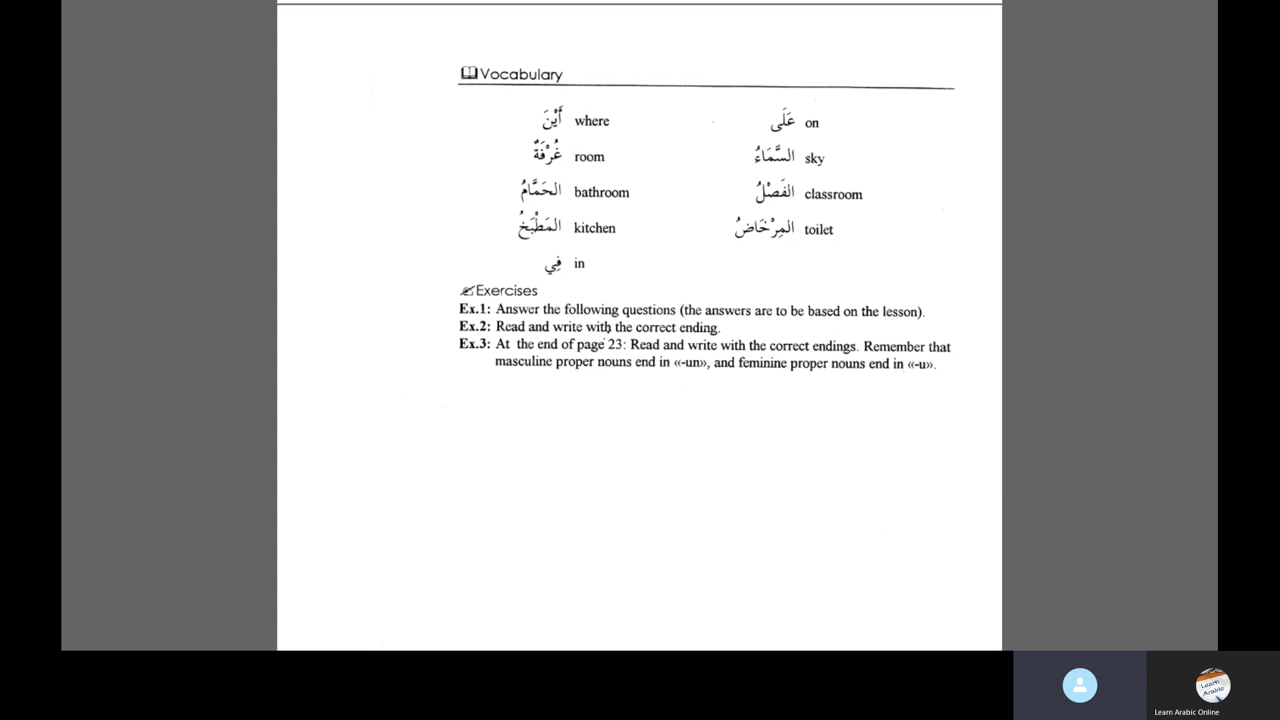 Vocabulary
أَيْنَ where عَلَى on
غُرْفَةٌ room السَّمَاءُ sky
الحَمَّامُ bathroom الفَصْلُ classroom
المَطْبَخُ kitchen المِرْحَاضُ toilet
فِي in
Exercises
Ex.1: Answer the following questions (the answers are to be based on the lesson).
Ex.2: Read and write with the correct ending.
Ex.3: At the end of page 23: Read and write with the correct endings. Remember that
masculine proper nouns end in «-un», and feminine proper nouns end in «-u».
Learn Arabic
Learn Arabic Online